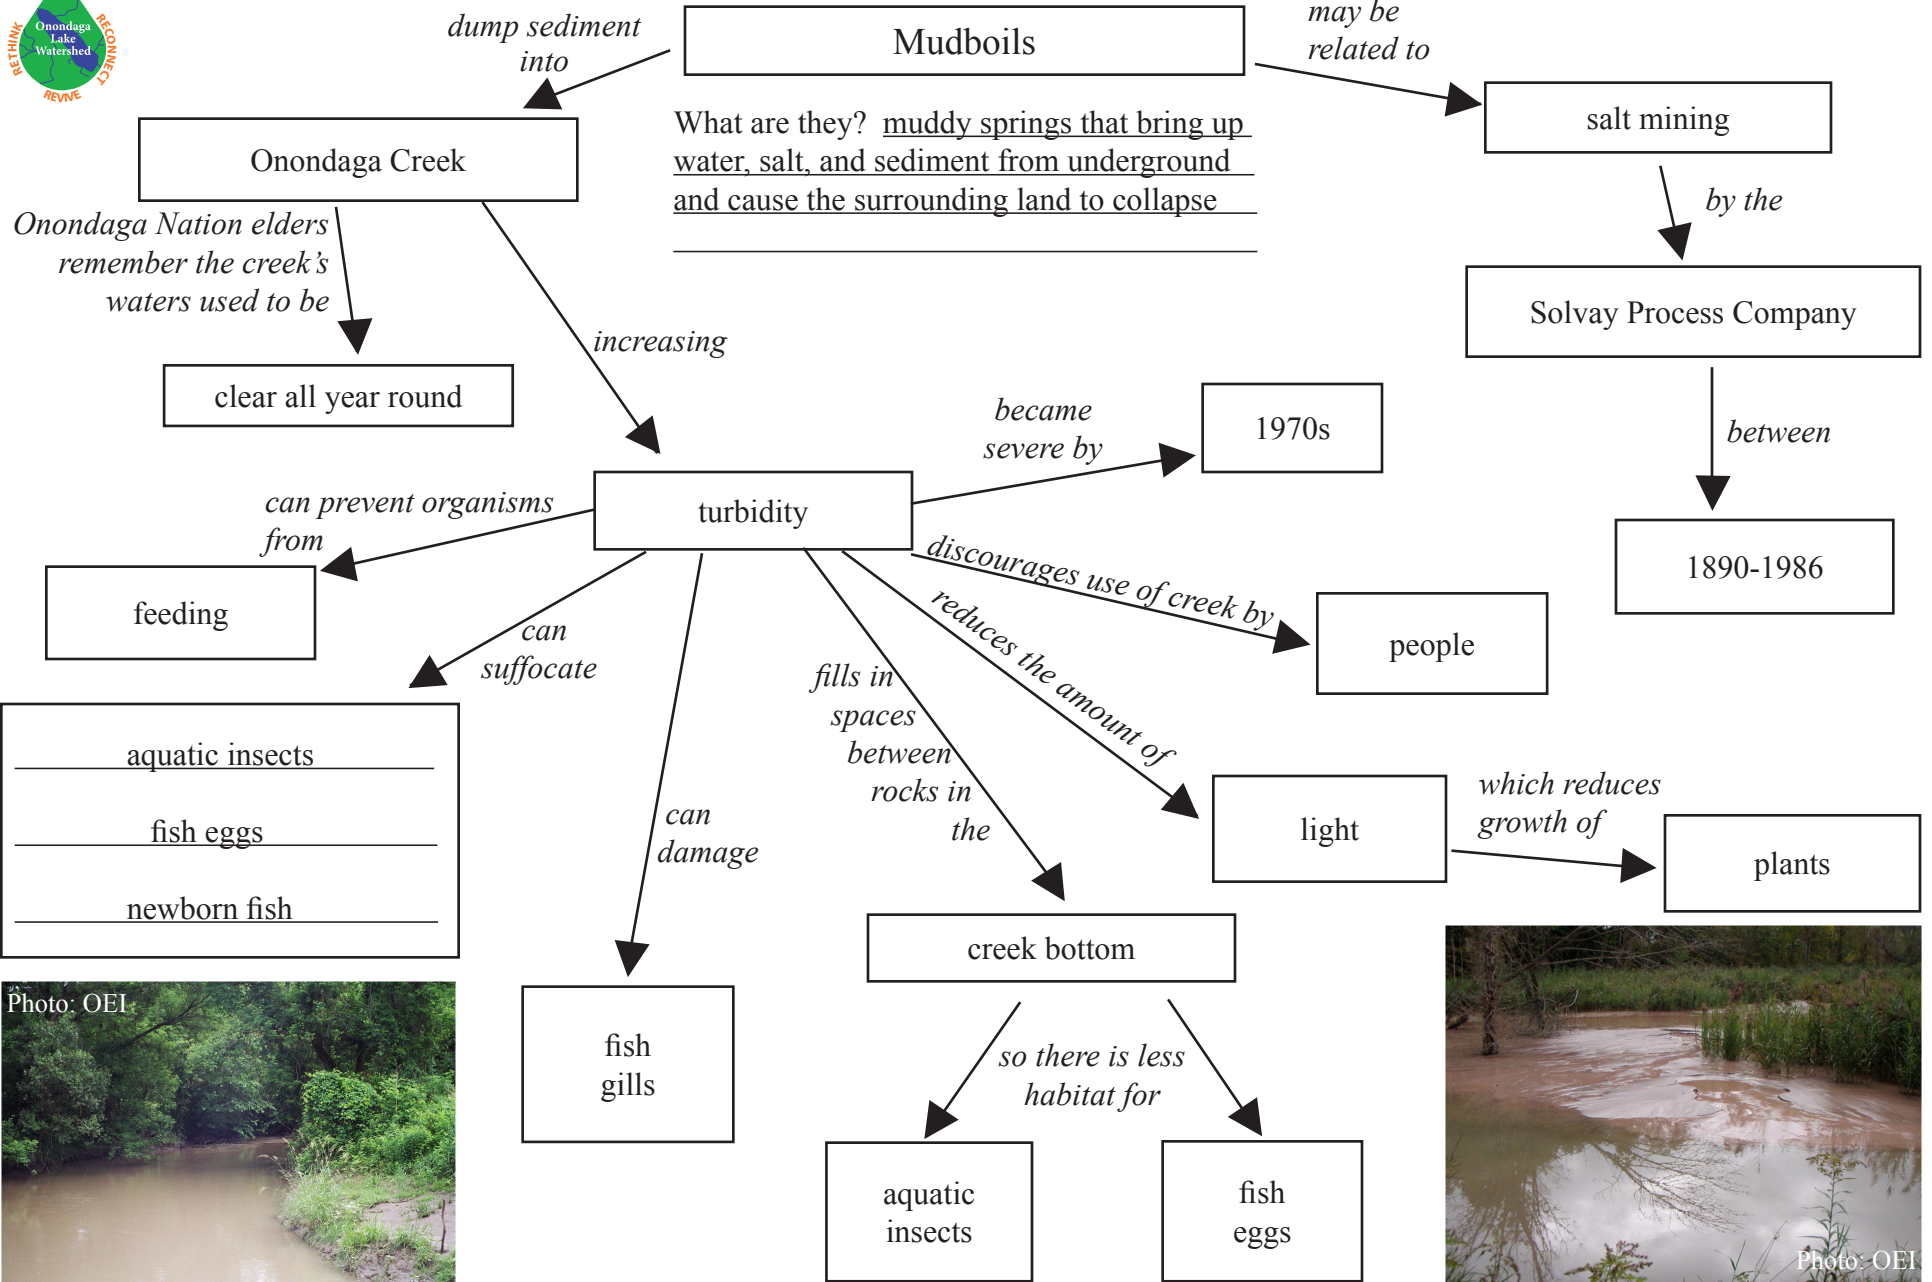 RETHINK
Onondaga
Lake
Watershed
RECONNECT
REVIVE
dump sediment
into
Mudboils
may be
related to
What are they? muddy springs that bring up
water, salt, and sediment from underground
and cause the surrounding land to collapse
salt mining
Onondaga Creek
by the
Onondaga Nation elders
remember the creek's
waters used to be
Solvay Process Company
increasing
clear all year round
between
became
severe by
1970s
can prevent organisms
from
turbidity
1890-1986
discourages use of creek by
people
feeding
can
suffocate
reduces the amount of
fills in
spaces
between
rocks in
the
aquatic insects
fish eggs
newborn fish
can
damage
light
which reduces
growth of
plants
creek bottom
Photo: OEI
fish
gills
so there is less
habitat for
aquatic
insects
fish
eggs
Photo: OEI